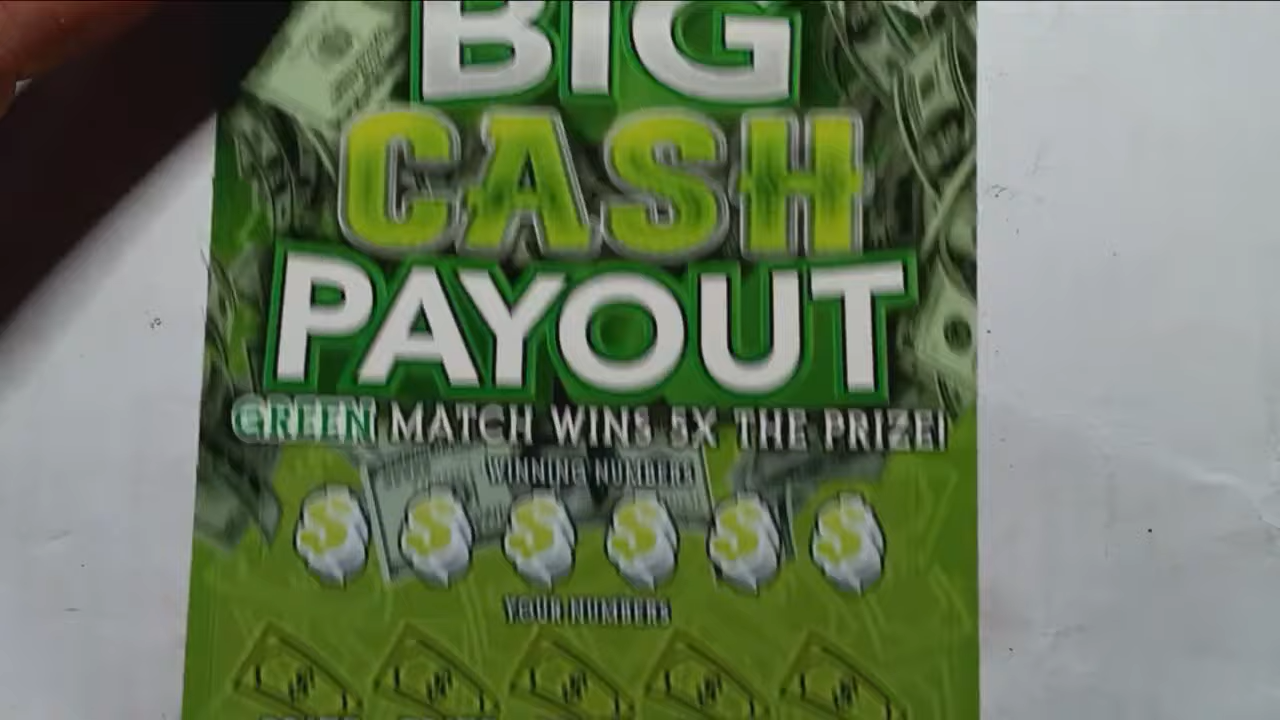 BIG
CASH
PAYOUT
GREEN MATCH WINS 5X THE PRIZE!
WINNING NUMBERS
$ $ $ $ $ $
YOUR NUMBERS